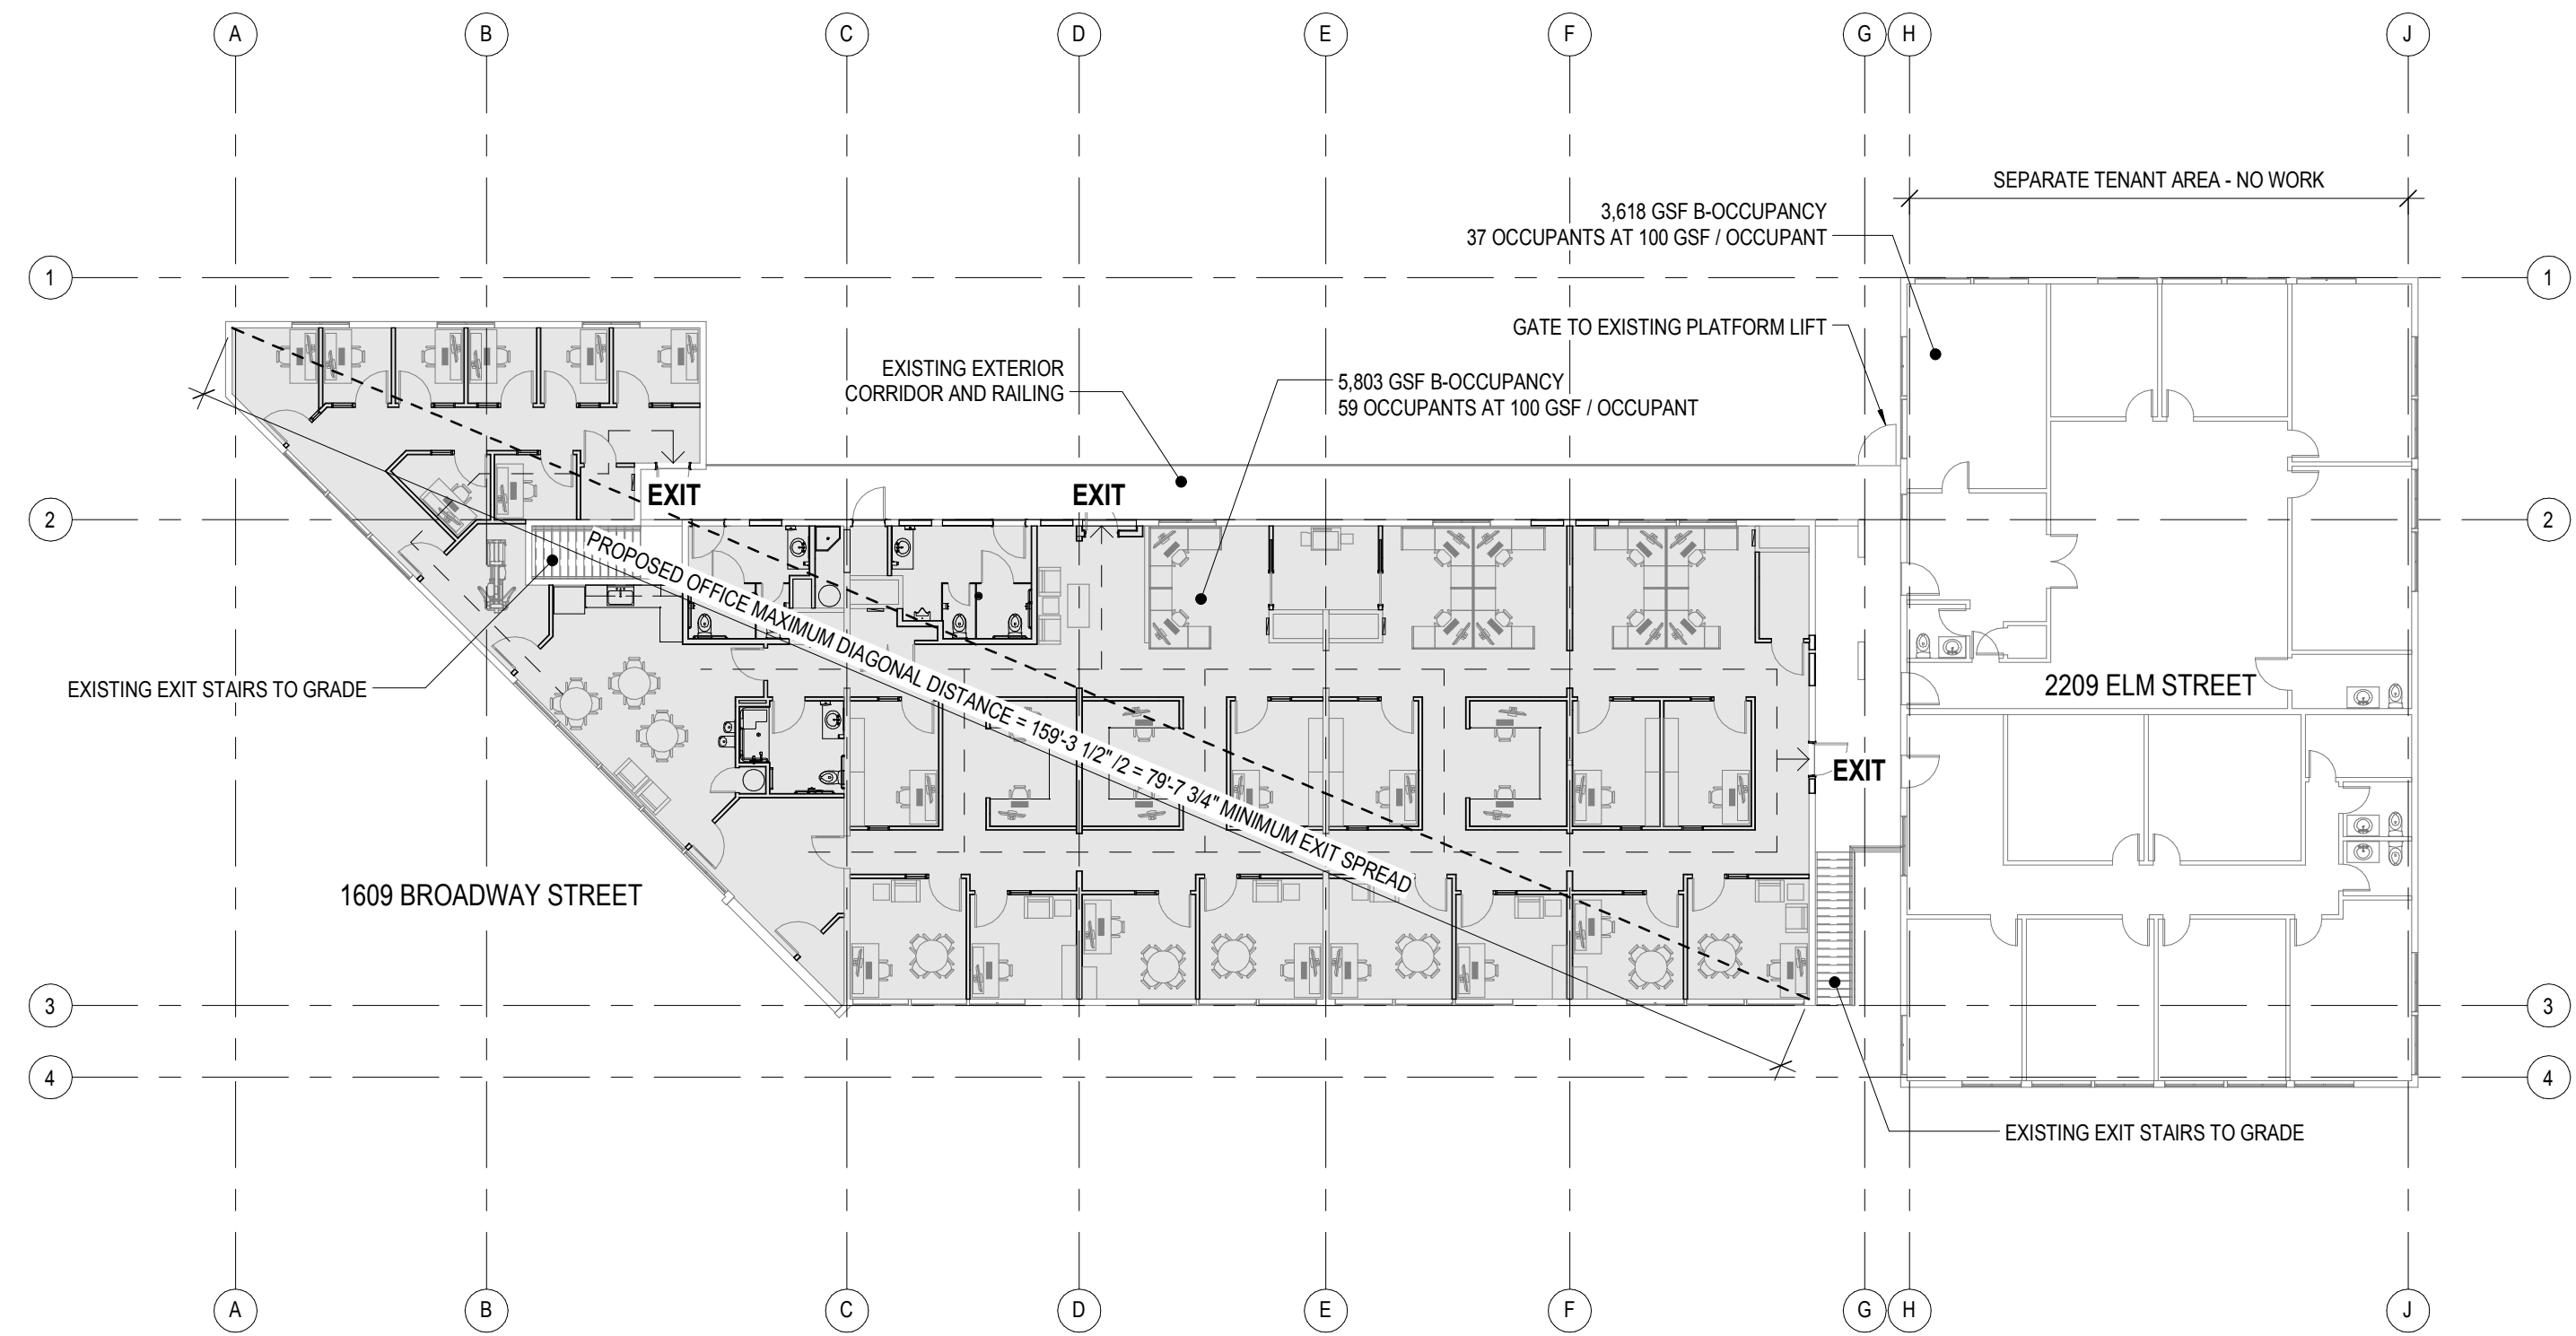 A B C D E F G H J
SEPARATE TENANT AREA - NO WORK
3,618 GSF B-OCCUPANCY
37 OCCUPANTS AT 100 GSF / OCCUPANT
1 1
GATE TO EXISTING PLATFORM LIFT
EXISTING EXTERIOR
CORRIDOR AND RAILING
5,803 GSF B-OCCUPANCY
59 OCCUPANTS AT 100 GSF / OCCUPANT
EXIT EXIT
2 2
PROPOSED OFFICE MAXIMUM DIAGONAL DISTANCE = 159'-3 1/2" /2 = 79'-7 3/4" MINIMUM EXIT SPREAD
EXISTING EXIT STAIRS TO GRADE
2209 ELM STREET
EXIT
1609 BROADWAY STREET
3 3
4 4
EXISTING EXIT STAIRS TO GRADE
A B C D E F G H J